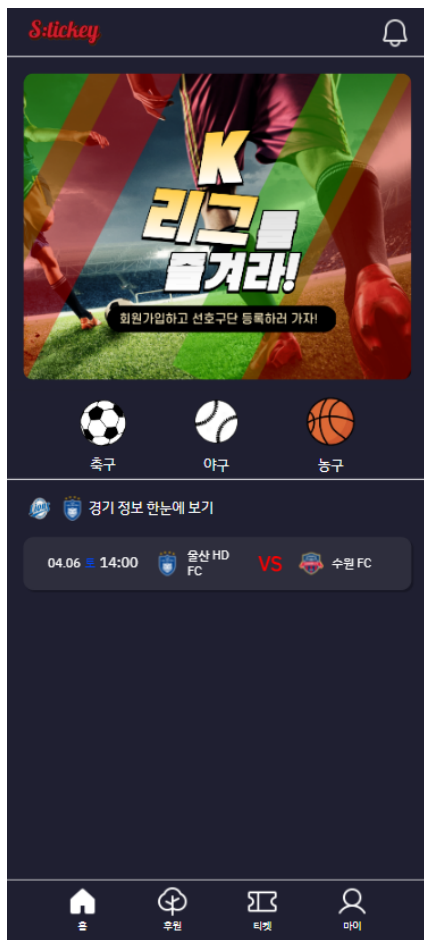 S:tickey
K
리그를
즐겨라!
회원가입하고 선호구단 등록하러 가자!
축구
야구
농구
경기 정보 한눈에 보기
04.06 토 14:00
울산 HD
FC
VS
수원 FC
홈
후원
티켓
마이